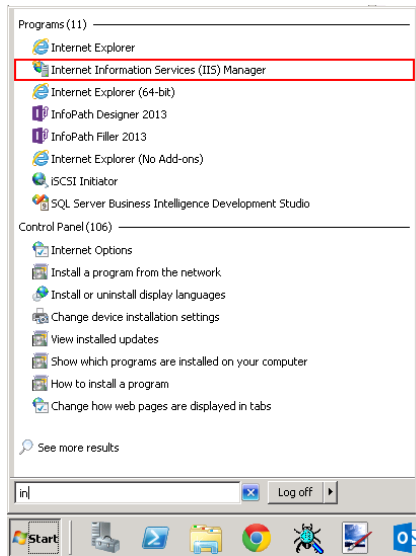 Programs (11)
Internet Explorer
Internet Information Services (IIS) Manager
Internet Explorer (64-bit)
InfoPath Designer 2013
InfoPath Filler 2013
Internet Explorer (No Add-ons)
iSCSI Initiator
SQL Server Business Intelligence Development Studio
Control Panel (106)
Internet Options
Install a program from the network
Install or uninstall display languages
Change device installation settings
View installed updates
Show which programs are installed on your computer
How to install a program
Change how web pages are displayed in tabs
See more results
in
Log off
Start